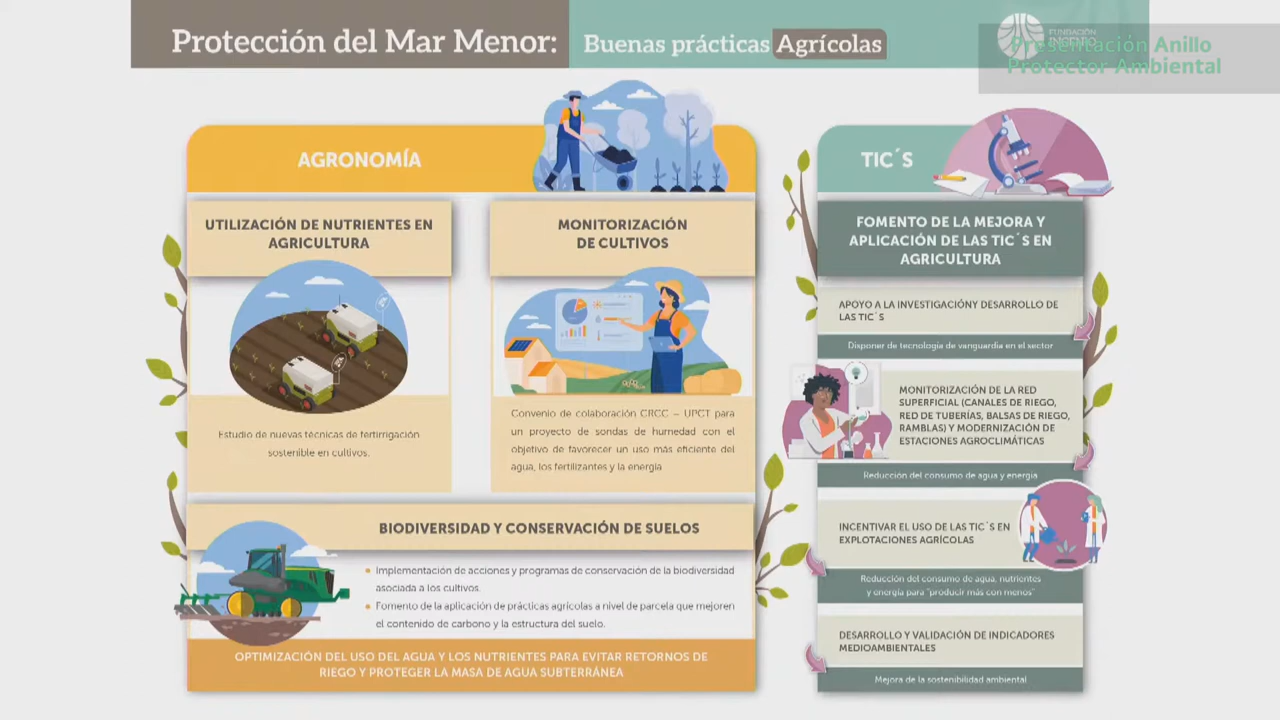 Protección del Mar Menor:
Buenas prácticas Agrícolas
FUNDACIÓN
INGENIO
Presentación Anillo
Protector Ambiental
AGRONOMÍA
UTILIZACIÓN DE NUTRIENTES EN
AGRICULTURA
Estudio de nuevas técnicas de fertirrigación
sostenible en cultivos.
MONITORIZACIÓN
DE CULTIVOS
Convenio de colaboración CRCC – UPCT para
un proyecto de sondas de humedad con el
objetivo de favorecer un uso más eficiente del
agua, los fertilizantes y la energía
BIODIVERSIDAD Y CONSERVACIÓN DE SUELOS
Implementación de acciones y programas de conservación de la biodiversidad
asociada a los cultivos.
Fomento de la aplicación de prácticas agrícolas a nivel de parcela que mejoren
el contenido de carbono y la estructura del suelo.
OPTIMIZACIÓN DEL USO DEL AGUA Y LOS NUTRIENTES PARA EVITAR RETORNOS DE
RIEGO Y PROTEGER LA MASA DE AGUA SUBTERRÁNEA
TIC´S
FOMENTO DE LA MEJORA Y
APLICACIÓN DE LAS TIC´S EN
AGRICULTURA
APOYO A LA INVESTIGACIÓNY DESARROLLO DE
LAS TIC´S
Disponer de tecnología de vanguardia en el sector
MONITORIZACIÓN DE LA RED
SUPERFICIAL (CANALES DE RIEGO,
RED DE TUBERÍAS, BALSAS DE RIEGO,
RAMBLAS) Y MODERNIZACIÓN DE
ESTACIONES AGROCLIMÁTICAS
Reducción del consumo de agua y energía
INCENTIVAR EL USO DE LAS TIC´S EN
EXPLOTACIONES AGRÍCOLAS
Reducción del consumo de agua, nutrientes
y energía para "producir más con menos"
DESARROLLO Y VALIDACIÓN DE INDICADORES
MEDIOAMBIENTALES
Mejora de la sostenibilidad ambiental